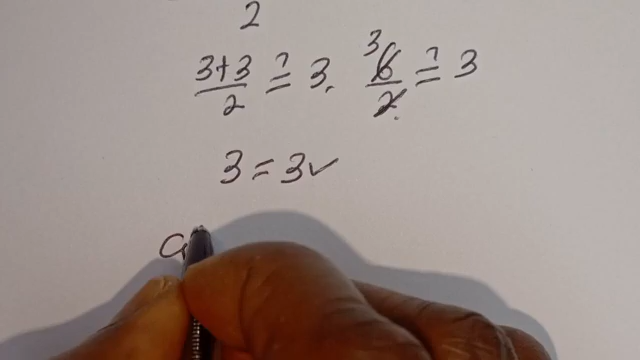 2
3+3/2 ≟ 3. 3 6/2 ≟ 3
3 = 3✓